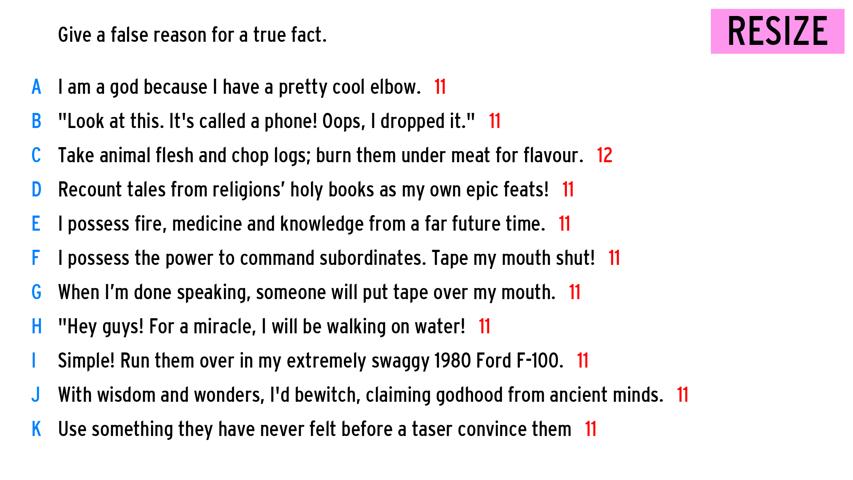 Give a false reason for a true fact.
RESIZE
A I am a god because I have a pretty cool elbow. 11
B "Look at this. It's called a phone! Oops, I dropped it." 11
C Take animal flesh and chop logs; burn them under meat for flavour. 12
D Recount tales from religions’ holy books as my own epic feats! 11
E I possess fire, medicine and knowledge from a far future time. 11
F I possess the power to command subordinates. Tape my mouth shut! 11
G When I’m done speaking, someone will put tape over my mouth. 11
H "Hey guys! For a miracle, I will be walking on water! 11
I Simple! Run them over in my extremely swaggy 1980 Ford F-100. 11
J With wisdom and wonders, I'd bewitch, claiming godhood from ancient minds. 11
K Use something they have never felt before a taser convince them 11